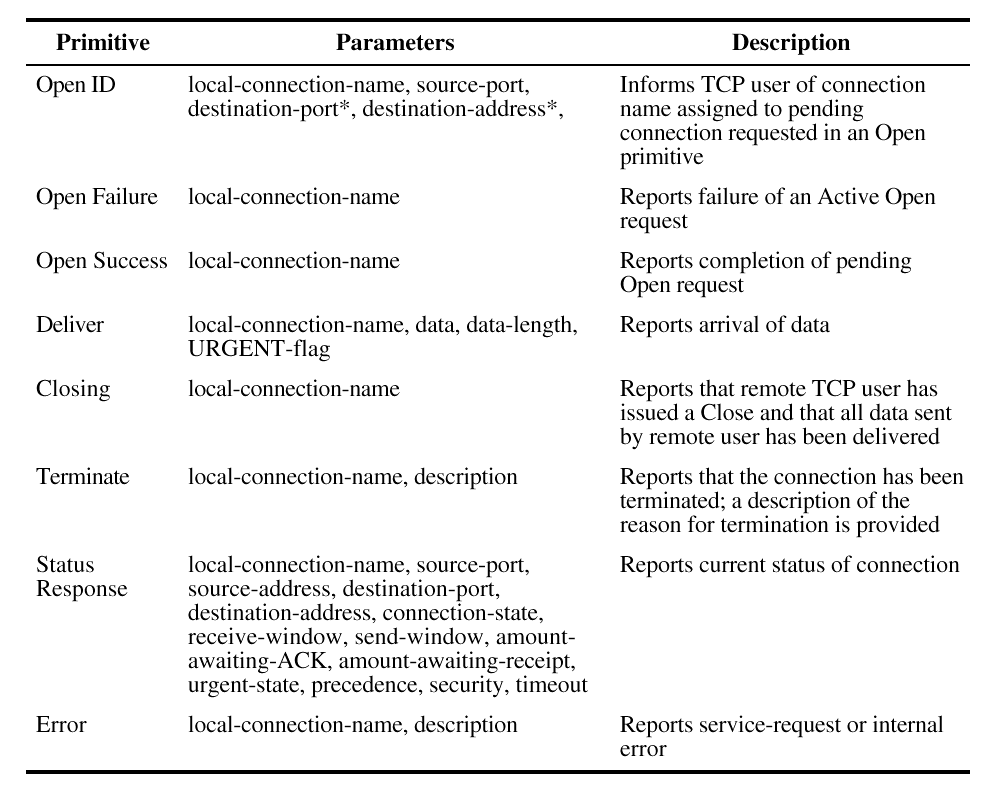 Primitive Parameters Description
Open ID local-connection-name, source-port, Informs TCP user of connection
destination-port*, destination-address*, name assigned to pending
connection requested in an Open
primitive
Open Failure local-connection-name Reports failure of an Active Open
request
Open Success local-connection-name Reports completion of pending
Open request
Deliver local-connection-name, data, data-length, Reports arrival of data
URGENT-flag
Closing local-connection-name Reports that remote TCP user has
issued a Close and that all data sent
by remote user has been delivered
Terminate local-connection-name, description Reports that the connection has been
terminated; a description of the
reason for termination is provided
Status local-connection-name, source-port, Reports current status of connection
Response source-address, destination-port,
destination-address, connection-state,
receive-window, send-window, amount-
awaiting-ACK, amount-awaiting-receipt,
urgent-state, precedence, security, timeout
Error local-connection-name, description Reports service-request or internal
error